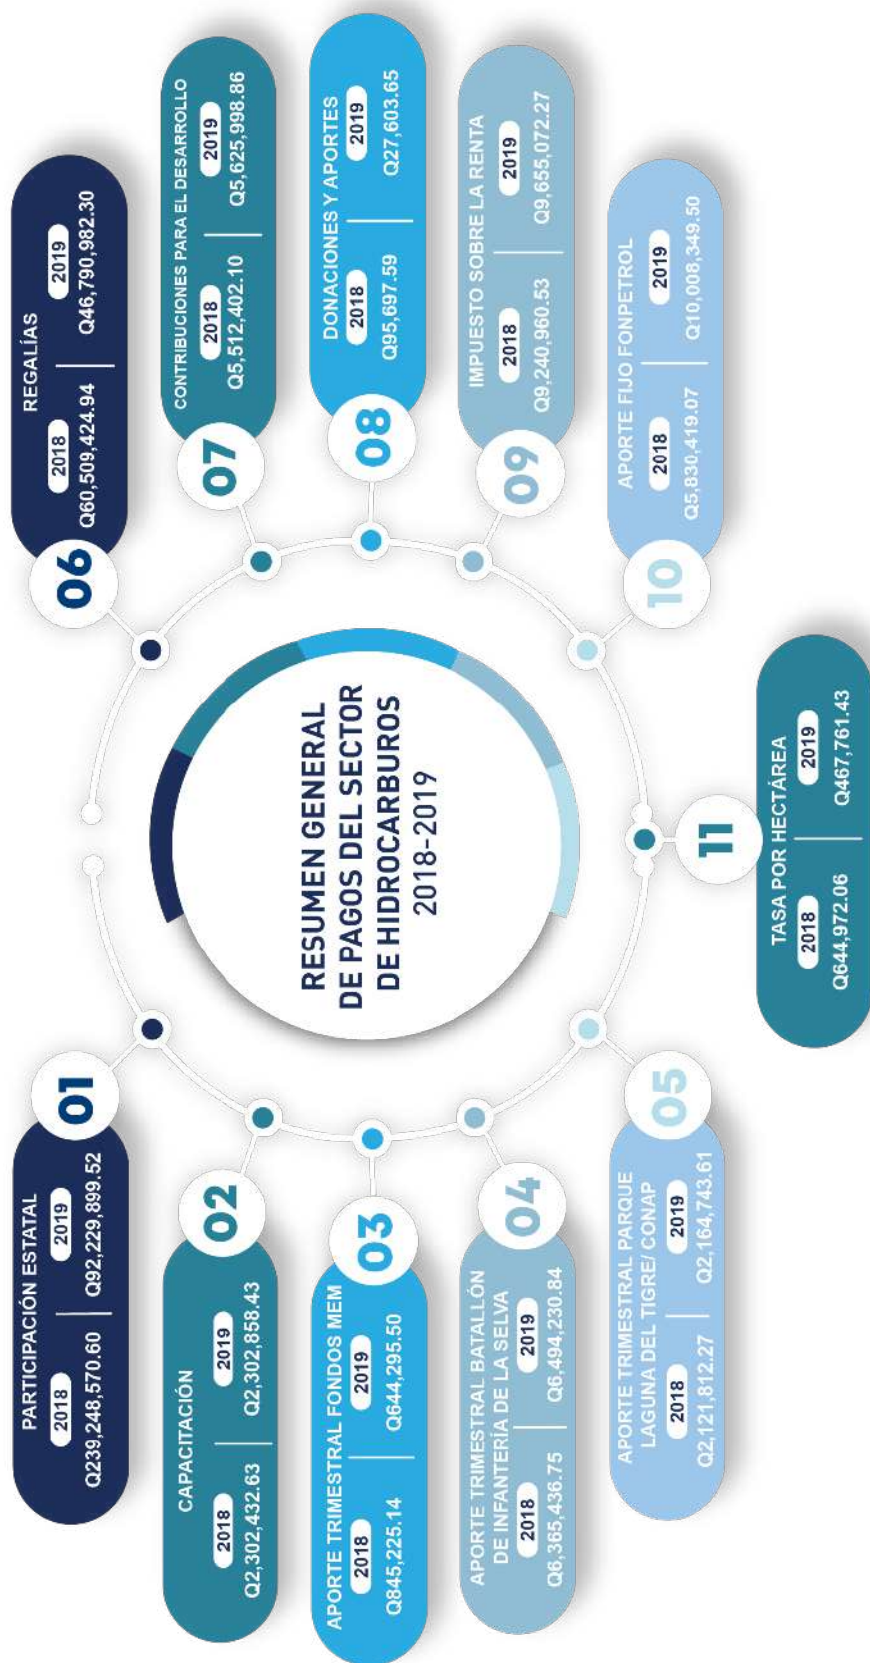 RESUMEN GENERAL
DE PAGOS DEL SECTOR
DE HIDROCARBUROS
2018-2019
01
PARTICIPACIÓN ESTATAL
2018 2019
Q239,248,570.60 Q92,229,899.52
02
CAPACITACIÓN
2018 2019
Q2,302,432.63 Q2,302,858.43
03
APORTE TRIMESTRAL FONDOS MEM
2018 2019
Q845,225.14 Q644,295.50
04
APORTE TRIMESTRAL BATALLÓN
DE INFANTERÍA DE LA SELVA
2018 2019
Q6,365,436.75 Q6,494,230.84
05
APORTE TRIMESTRAL PARQUE
LAGUNA DEL TIGRE/ CONAP
2018 2019
Q2,121,812.27 Q2,164,743.61
06
REGALÍAS
2018 2019
Q60,509,424.94 Q46,790,982.30
07
CONTRIBUCIONES PARA EL DESARROLLO
2018 2019
Q5,512,402.10 Q5,625,998.86
08
DONACIONES Y APORTES
2018 2019
Q95,697.59 Q27,603.65
09
IMPUESTO SOBRE LA RENTA
2018 2019
Q9,240,960.53 Q9,655,072.27
10
APORTE FIJO FONPETROL
2018 2019
Q5,830,419.07 Q10,008,349.50
11
TASA POR HECTÁREA
2018 2019
Q644,972.06 Q467,761.43